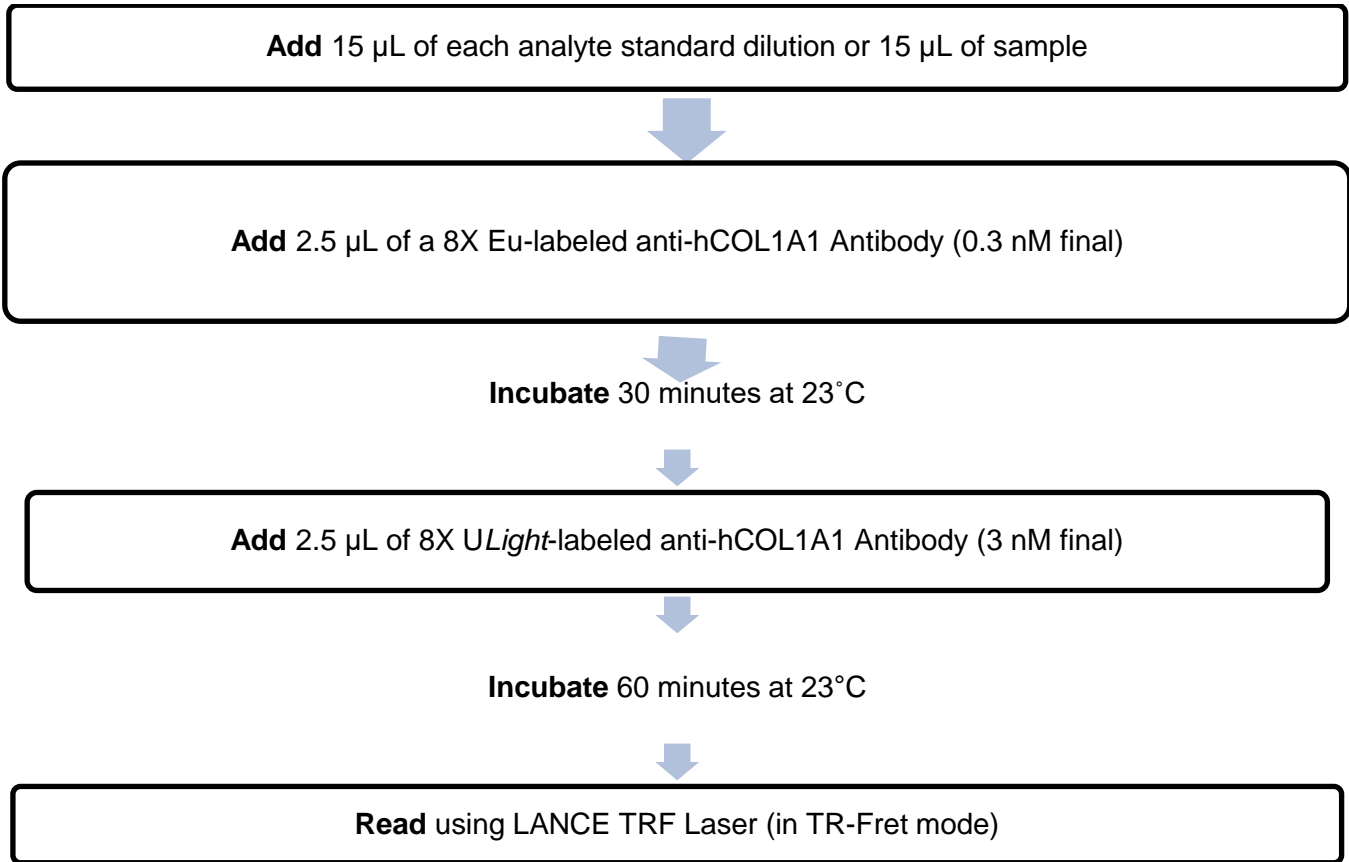 Add 15 µL of each analyte standard dilution or 15 µL of sample
Add 2.5 µL of a 8X Eu-labeled anti-hCOL1A1 Antibody (0.3 nM final)
Incubate 30 minutes at 23˚C
Add 2.5 µL of 8X ULight-labeled anti-hCOL1A1 Antibody (3 nM final)
Incubate 60 minutes at 23°C
Read using LANCE TRF Laser (in TR-Fret mode)